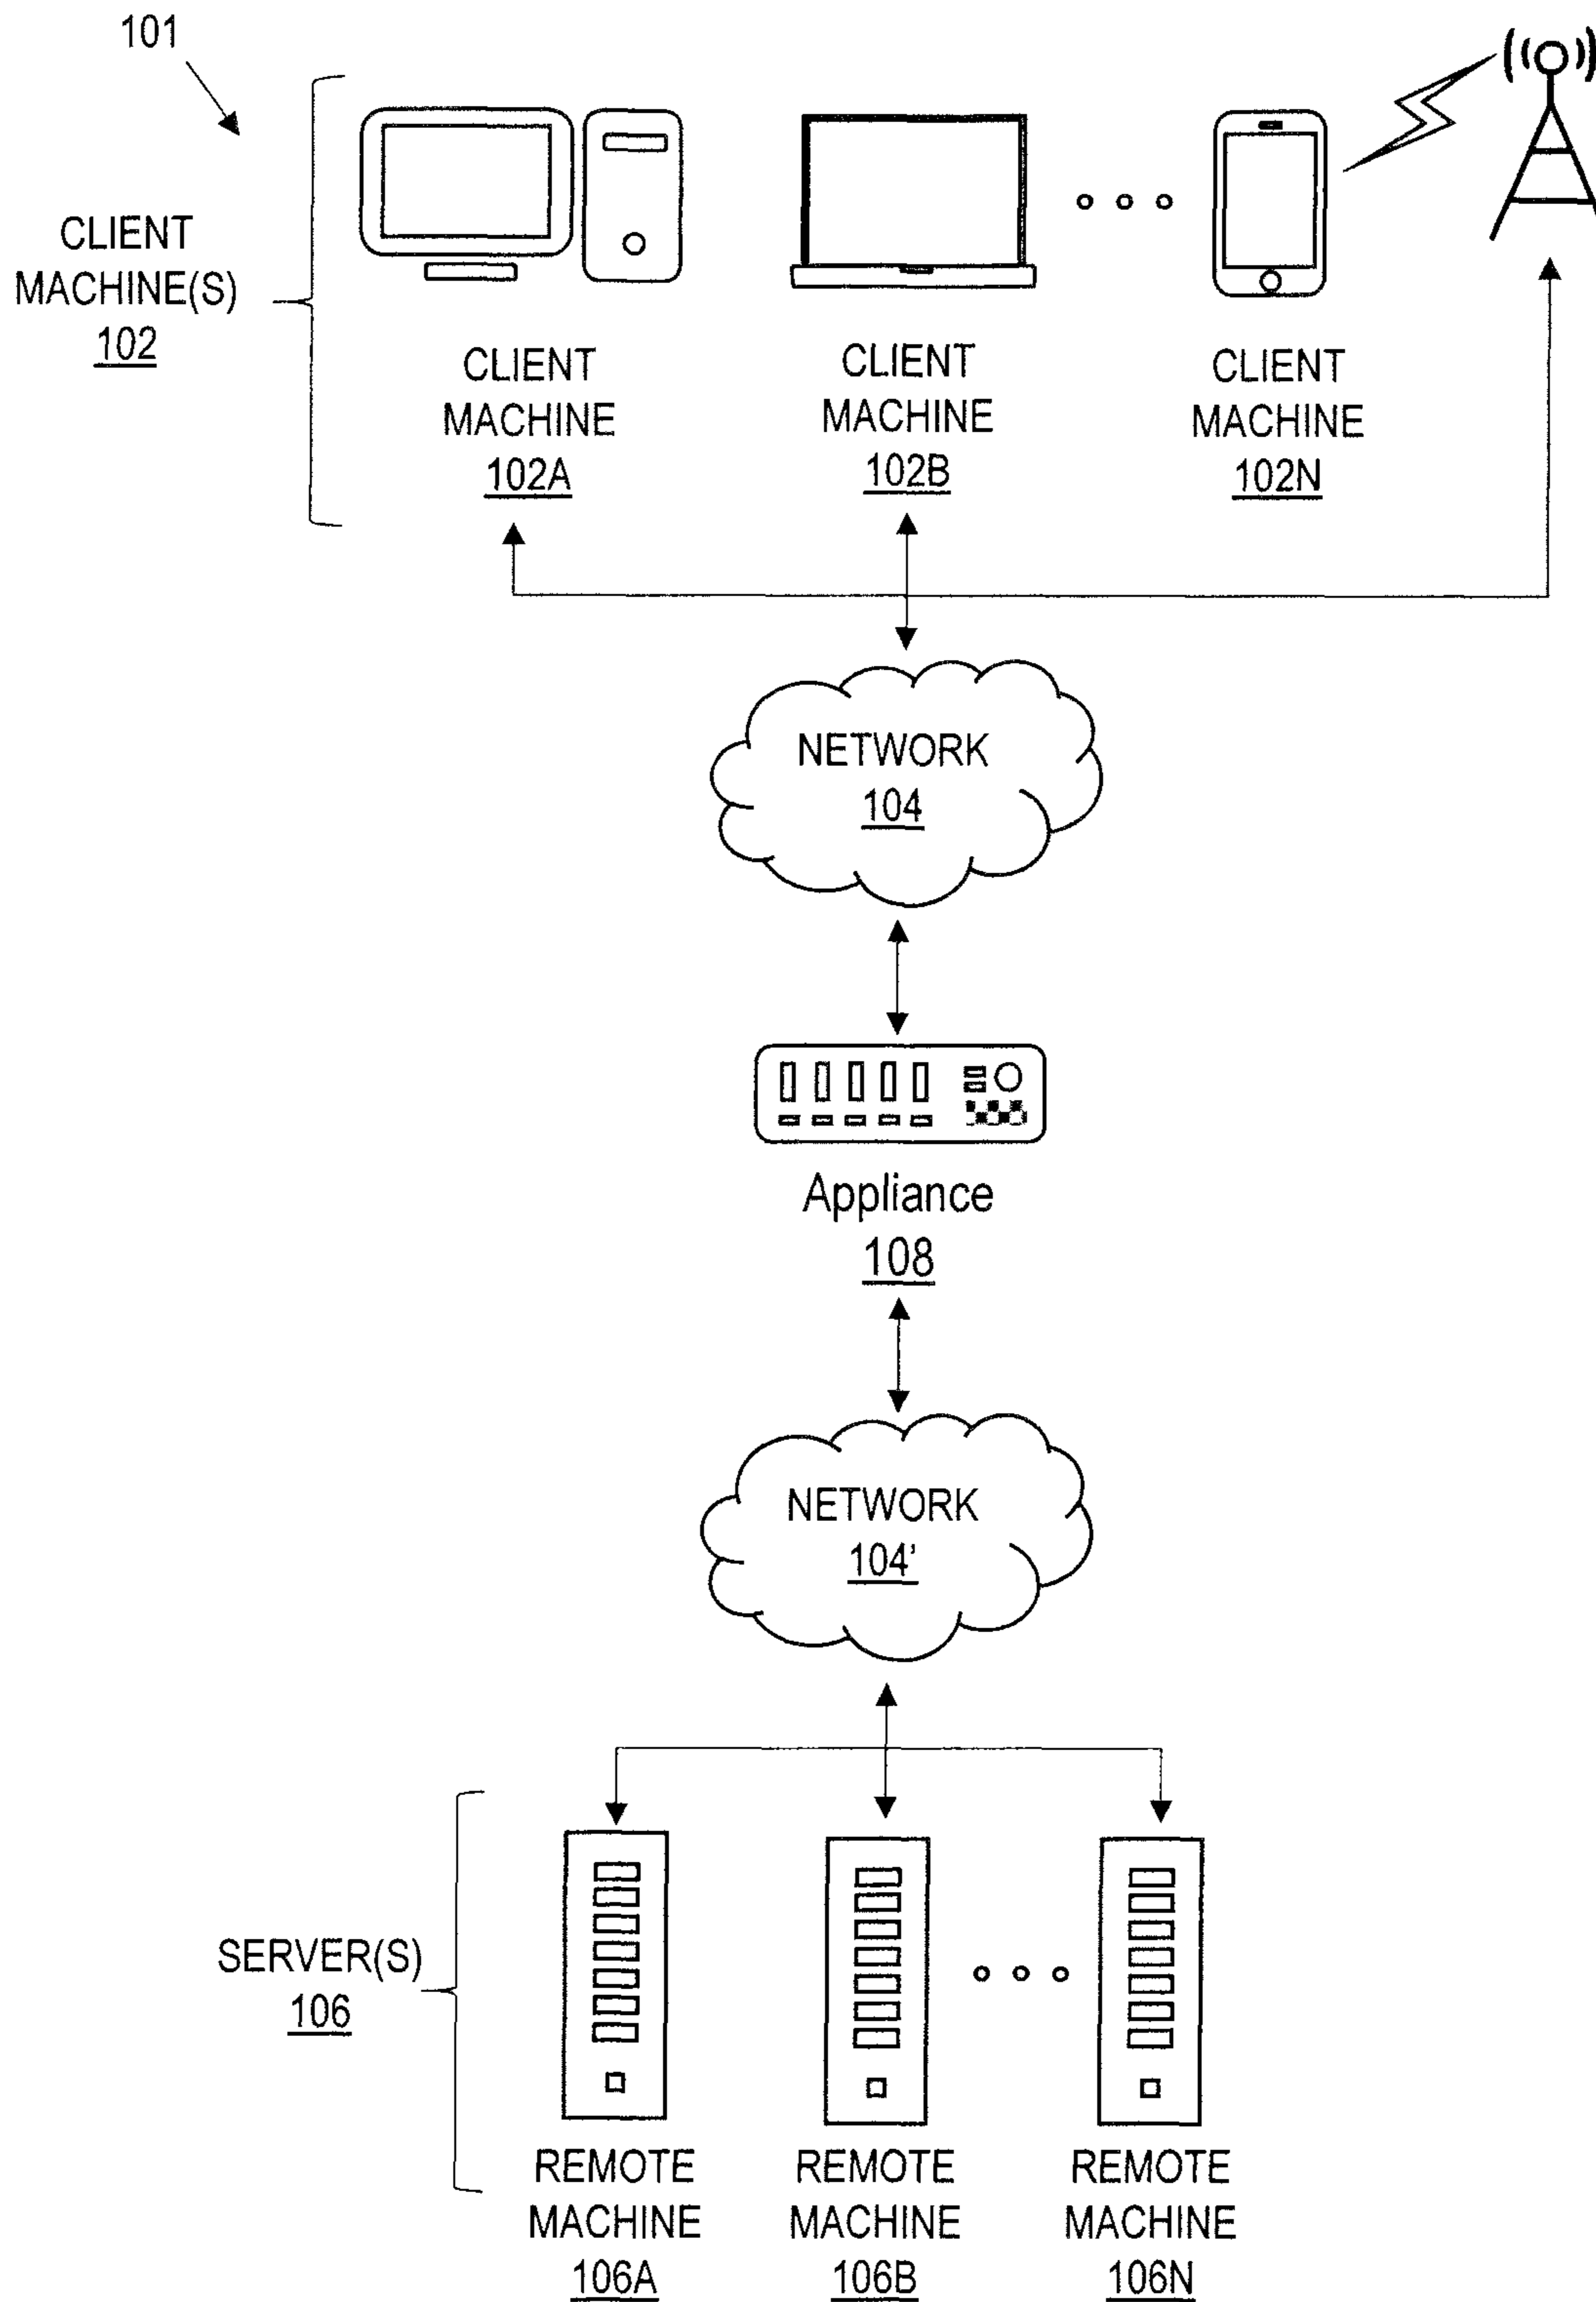 101
CLIENT
MACHINE(S)
102
CLIENT
MACHINE
102A
CLIENT
MACHINE
102B
CLIENT
MACHINE
102N
NETWORK
104
Appliance
108
NETWORK
104'
SERVER(S)
106
REMOTE
MACHINE
106A
REMOTE
MACHINE
106B
REMOTE
MACHINE
106N